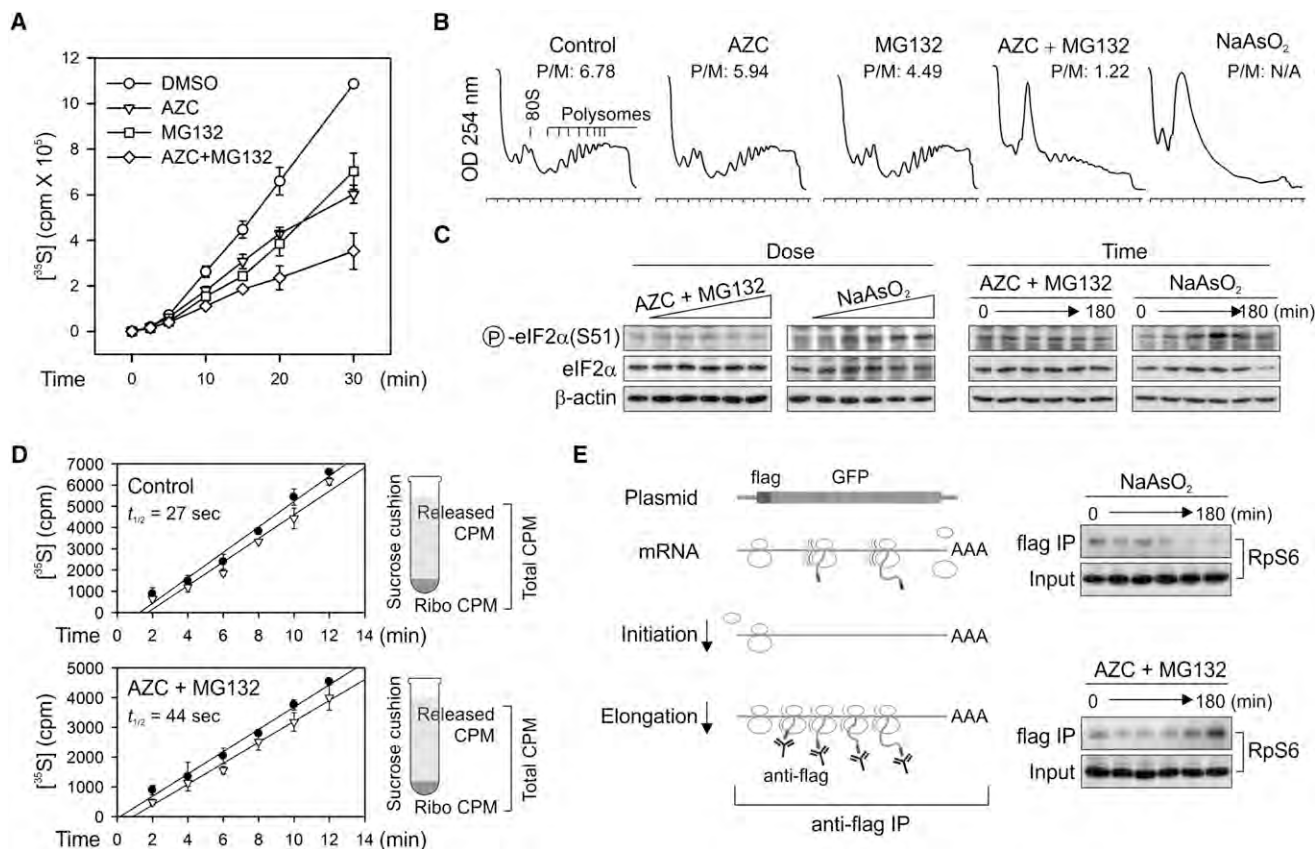 A
12
10
8
6
4
2
0
[³⁵S] (cpm X 10⁵)
DMSO
AZC
MG132
AZC+MG132
Time 0 10 20 30 (min)
B
OD 254 nm
Control
P/M: 6.78
80S
Polysomes
AZC
P/M: 5.94
MG132
P/M: 4.49
AZC + MG132
P/M: 1.22
NaAsO₂
P/M: N/A
C
Dose
Time
AZC + MG132
NaAsO₂
AZC + MG132
0 180
NaAsO₂
0 180 (min)
Ⓟ-eIF2α(S51)
eIF2α
β-actin
D
[³⁵S] (cpm)
7000
6000
5000
4000
3000
2000
1000
0
Control
t1/2 = 27 sec
Time 0 2 4 6 8 10 12 14 (min)
Sucrose cushion
Released
CPM
Ribo CPM
Total CPM
[³⁵S] (cpm)
5000
4000
3000
2000
1000
0
AZC + MG132
t1/2 = 44 sec
Time 0 2 4 6 8 10 12 14 (min)
Sucrose cushion
Released
CPM
Ribo CPM
Total CPM
E
flag GFP
Plasmid
mRNA AAA
Initiation AAA
Elongation AAA
anti-flag
anti-flag IP
NaAsO₂
0 180 (min)
flag IP
Input
RpS6
AZC + MG132
0 180 (min)
flag IP
Input
RpS6